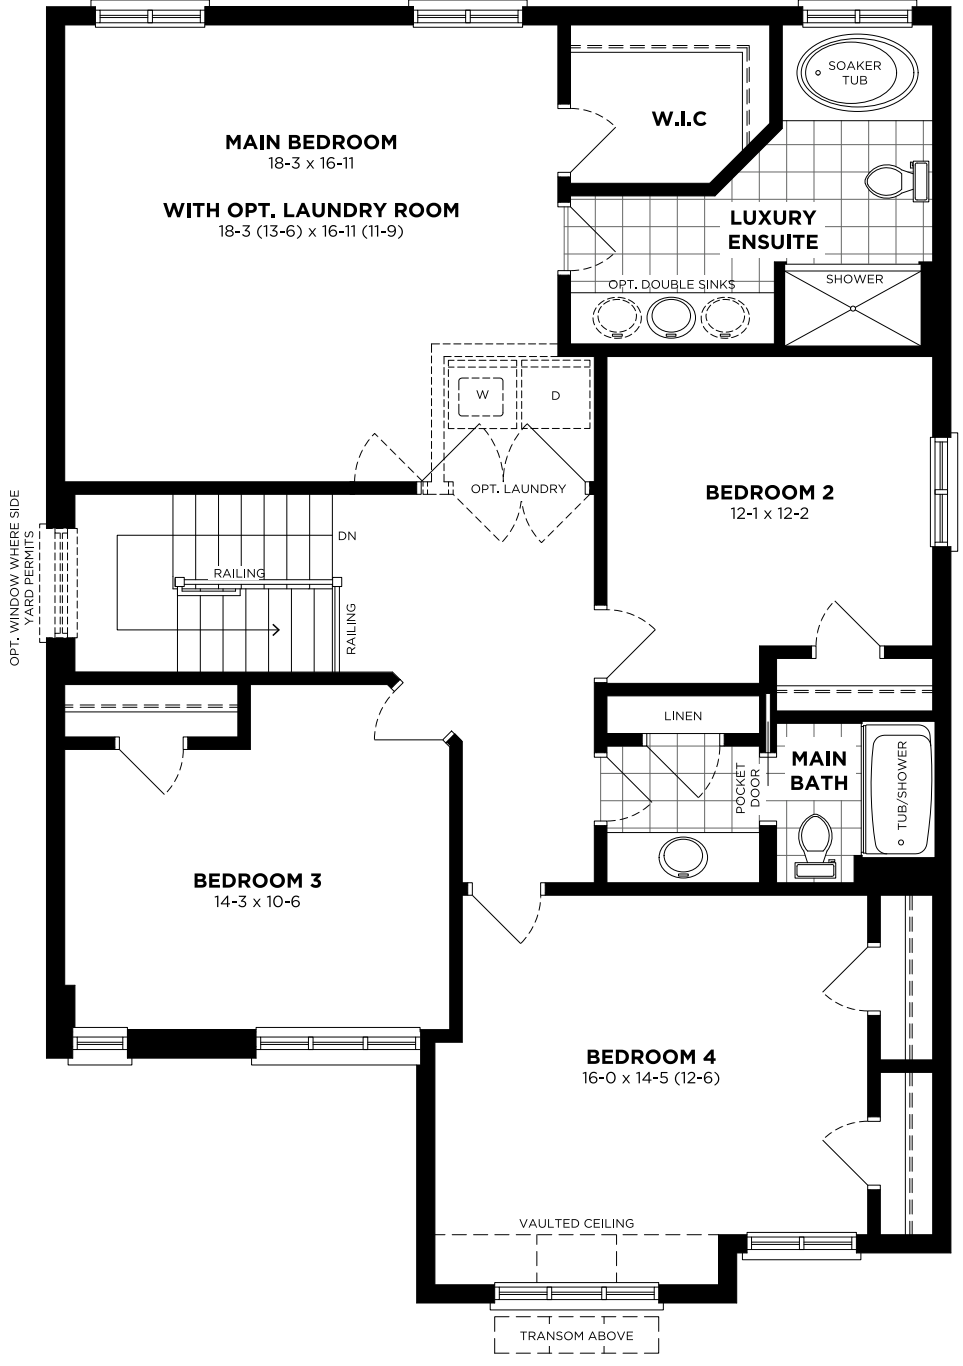 SOAKER
TUB
W.I.C
MAIN BEDROOM
18-3 x 16-11
WITH OPT. LAUNDRY ROOM
18-3 (13-6) x 16-11 (11-9)
LUXURY
ENSUITE
OPT. DOUBLE SINKS
SHOWER
W
D
OPT. LAUNDRY
BEDROOM 2
12-1 x 12-2
OPT. WINDOW WHERE SIDE
YARD PERMITS
DN
RAILING
RAILING
LINEN
POCKET
DOOR
MAIN
BATH
TUB/SHOWER
BEDROOM 3
14-3 x 10-6
BEDROOM 4
16-0 x 14-5 (12-6)
VAULTED CEILING
TRANSOM ABOVE